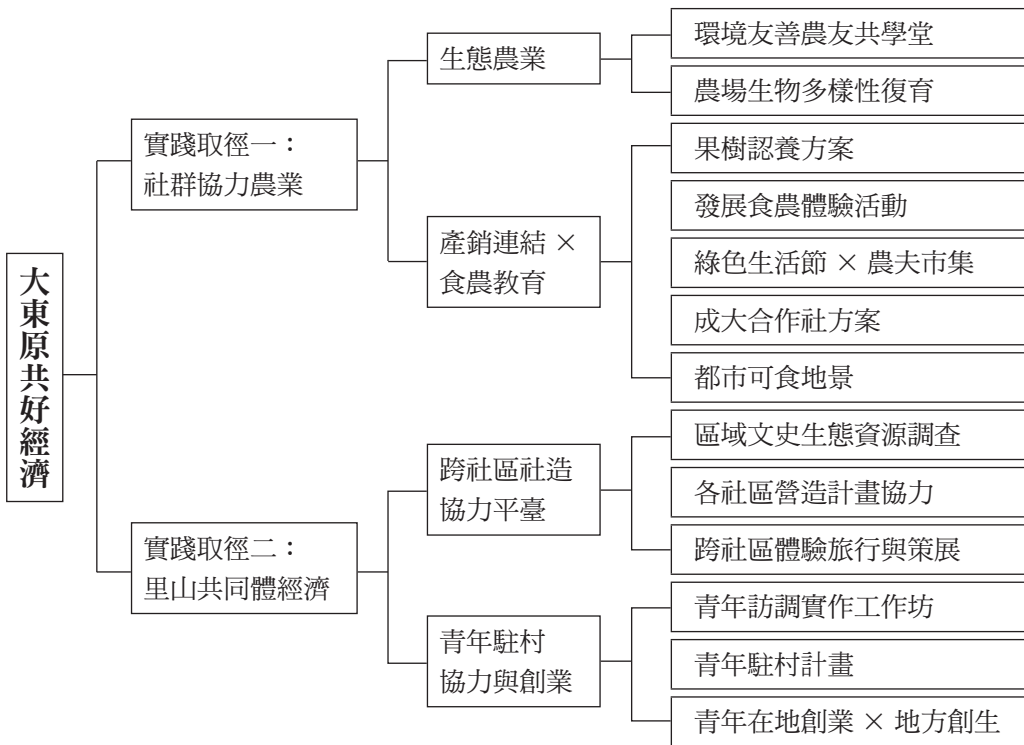 大東原共好經濟
實踐取徑一：
社群協力農業
生態農業
環境友善農友共學堂
農場生物多樣性復育
產銷連結 ×
食農教育
果樹認養方案
發展食農體驗活動
綠色生活節 × 農夫市集
成大合作社方案
都市可食地景
實踐取徑二：
里山共同體經濟
跨社區社造
協力平臺
區域文史生態資源調查
各社區營造計畫協力
跨社區體驗旅行與策展
青年駐村
協力與創業
青年訪調實作工作坊
青年駐村計畫
青年在地創業 × 地方創生